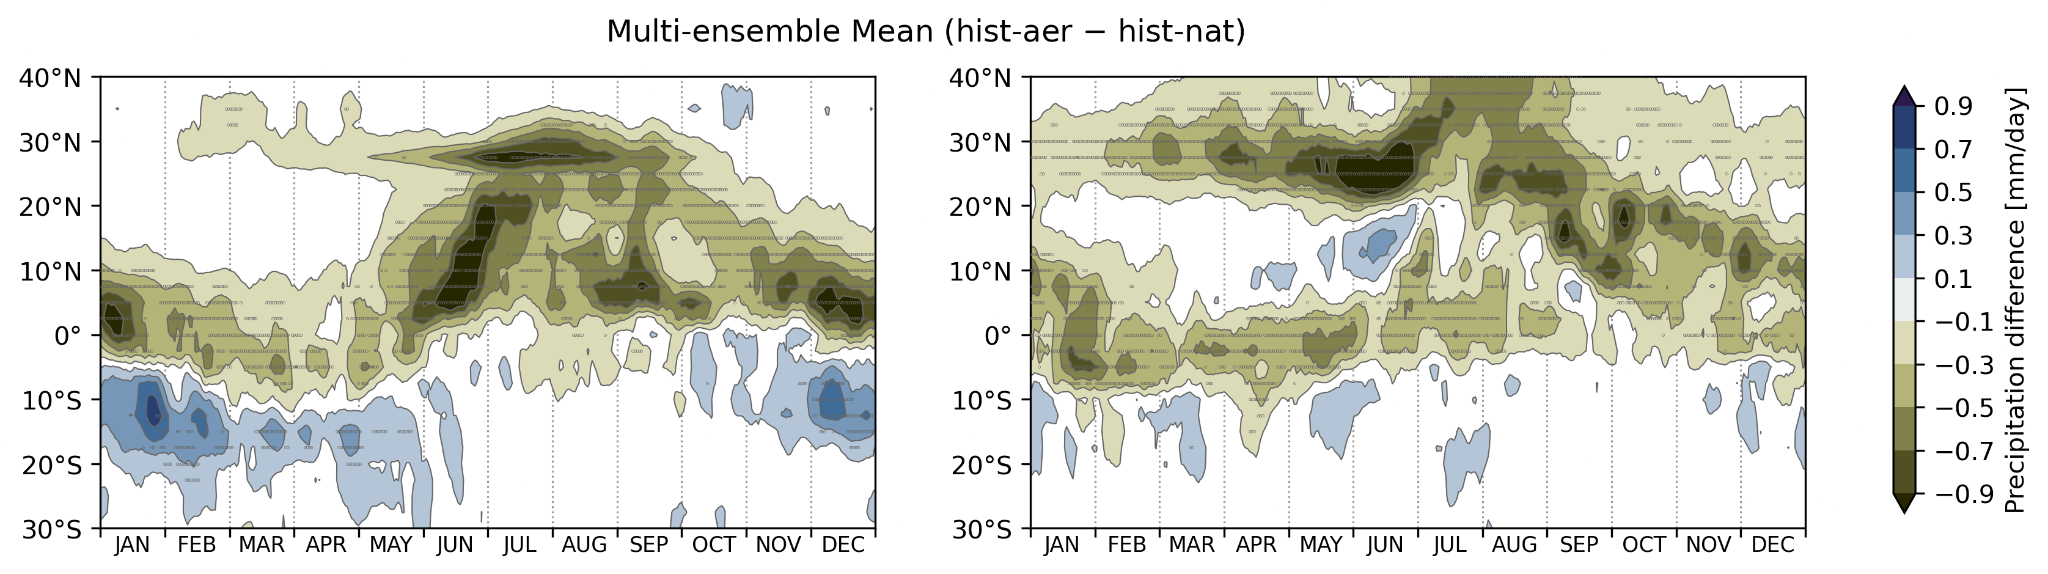 Multi-ensemble Mean (hist-aer − hist-nat)
40°N
30°N
20°N
10°N
0°
10°S
20°S
30°S
JAN FEB MAR APR MAY JUN JUL AUG SEP OCT NOV DEC
40°N
30°N
20°N
10°N
0°
10°S
20°S
30°S
JAN FEB MAR APR MAY JUN JUL AUG SEP OCT NOV DEC
0.9
0.7
0.5
0.3
0.1
−0.1
−0.3
−0.5
−0.7
−0.9
Precipitation difference [mm/day]